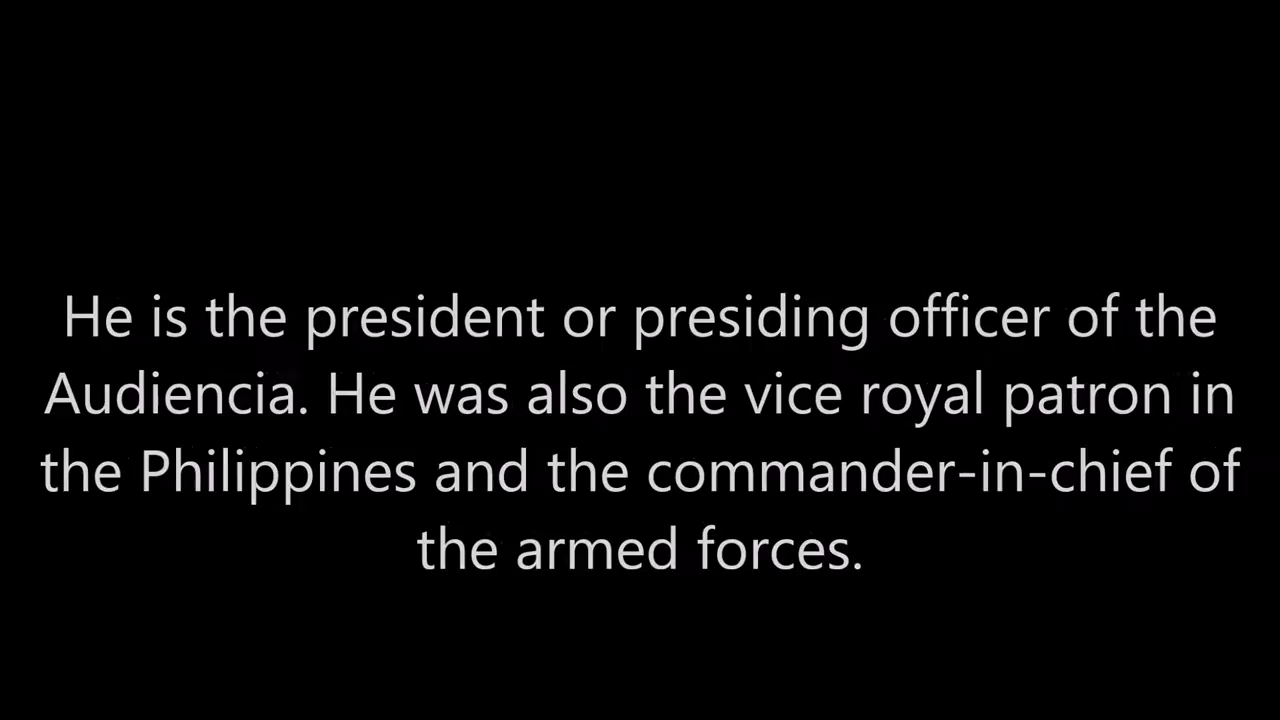 He is the president or presiding officer of the
Audiencia. He was also the vice royal patron in
the Philippines and the commander-in-chief of
the armed forces.